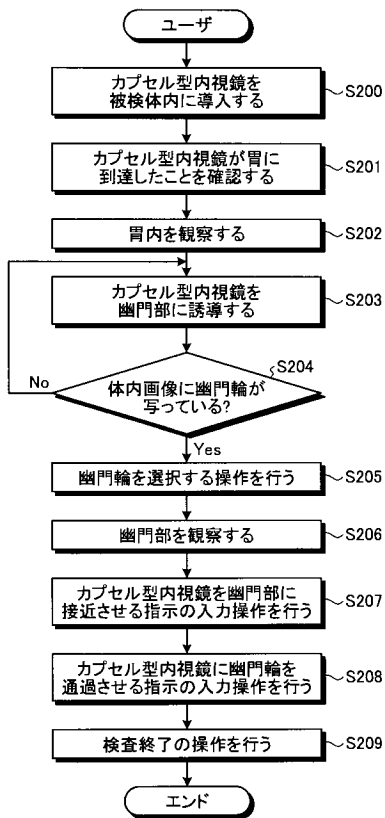 ユーザ
カプセル型内視鏡を
被検体内に導入する
S200
カプセル型内視鏡が胃に
到達したことを確認する
S201
胃内を観察する
S202
カプセル型内視鏡を
幽門部に誘導する
S203
S204
体内画像に幽門輪が
写っている?
No
Yes
幽門輪を選択する操作を行う
S205
幽門部を観察する
S206
カプセル型内視鏡を幽門部に
接近させる指示の入力操作を行う
S207
カプセル型内視鏡に幽門輪を
通過させる指示の入力操作を行う
S208
検査終了の操作を行う
S209
エンド